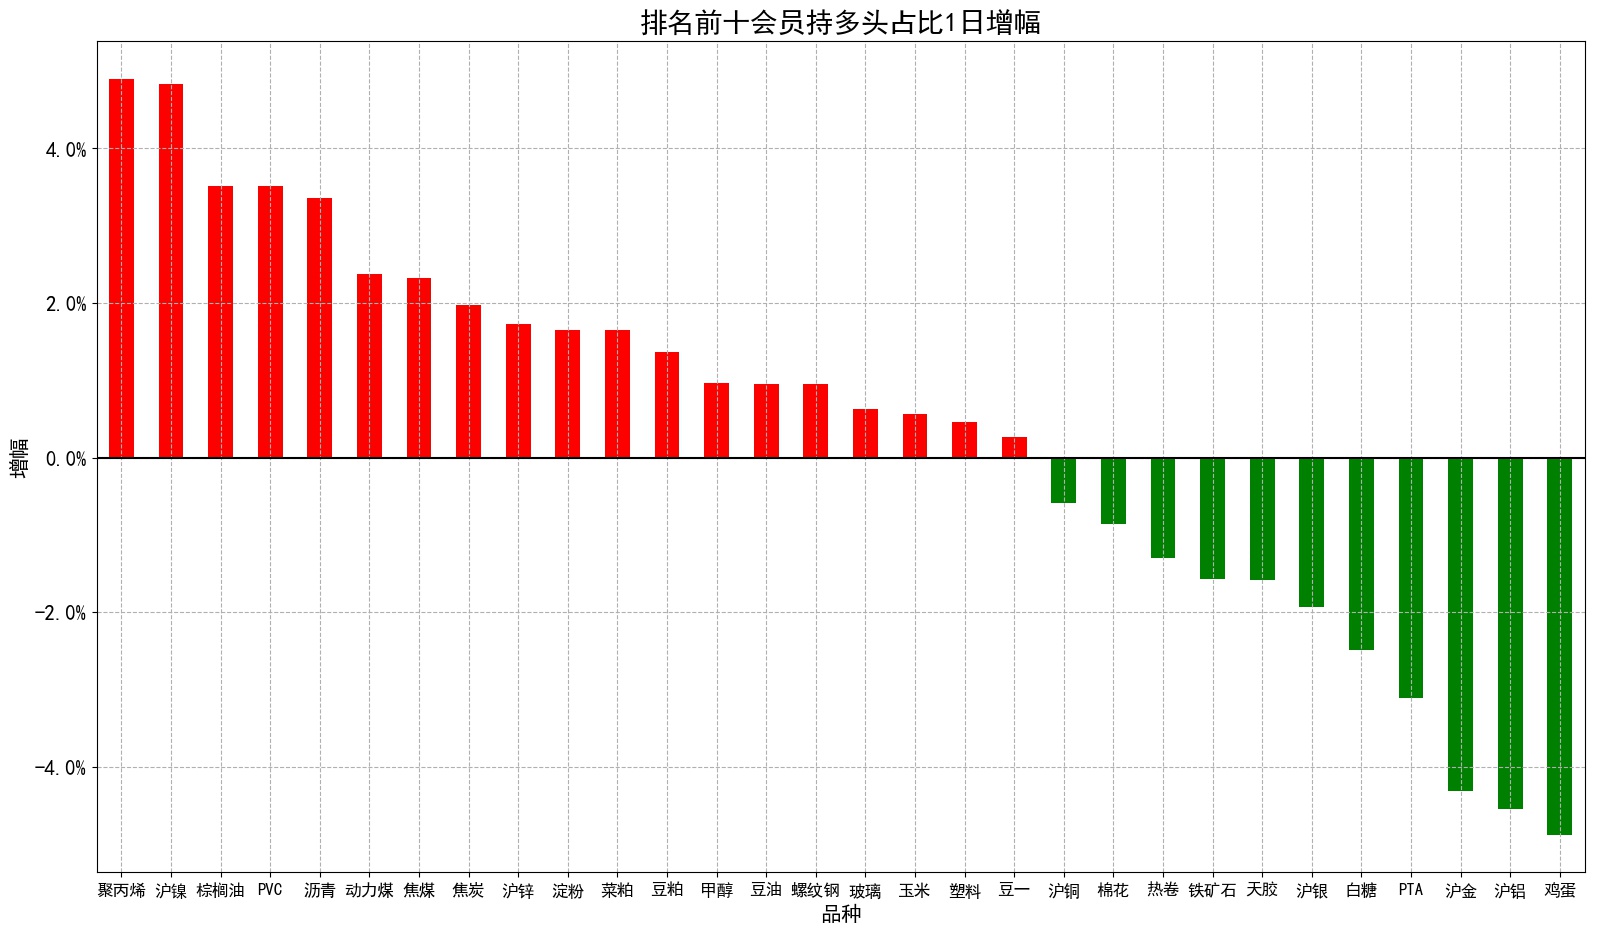 排名前十会员持多头占比1日增幅
4.0%
2.0%
0.0%
−2.0%
−4.0%
增幅
聚丙烯 沪镍 棕榈油 PVC 沥青 动力煤 焦煤 焦炭 沪锌 淀粉 菜粕 豆粕 甲醇 豆油 螺纹钢 玻璃 玉米 塑料 豆一 沪铜 棉花 热卷 铁矿石 天胶 沪银 白糖 PTA 沪金 沪铝 鸡蛋
品种